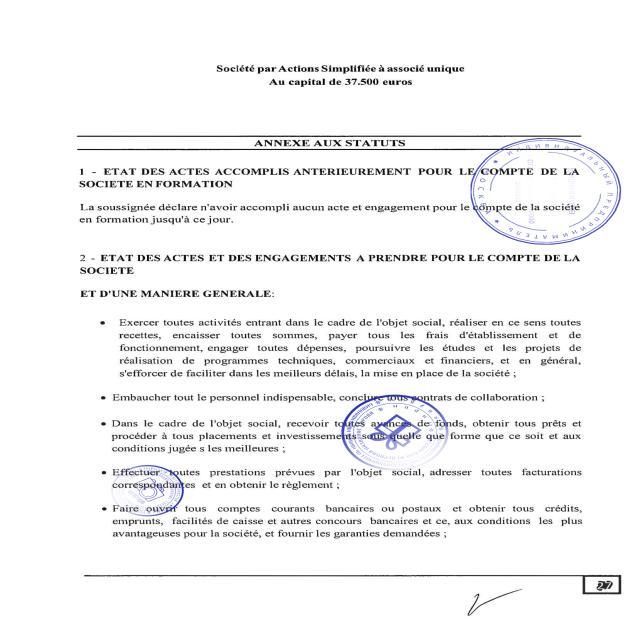 Société par Actions Simplifiée à associé unique
Au capital de 37.500 euros
ANNEXE AUX STATUTS
1 - ETAT DES ACTES ACCOMPLIS ANTERIEUREMENT POUR LE COMPTE DE LA
SOCIETE EN FORMATION
La soussignée déclare n'avoir accompli aucun acte et engagement pour le compte de la société
en formation jusqu'à ce jour.
2 - ETAT DES ACTES ET DES ENGAGEMENTS A PRENDRE POUR LE COMPTE DE LA
SOCIETE
ET D'UNE MANIERE GENERALE:
• Exercer toutes activités entrant dans le cadre de l'objet social, réaliser en ce sens toutes
recettes, encaisser toutes sommes, payer tous les frais d'établissement et de
fonctionnement, engager toutes dépenses, poursuivre les études et les projets de
réalisation de programmes techniques, commerciaux et financiers, et en général,
s'efforcer de faciliter dans les meilleurs délais, la mise en place de la société ;
• Embaucher tout le personnel indispensable, conclure tous contrats de collaboration ;
• Dans le cadre de l'objet social, recevoir toutes avances de fonds, obtenir tous prêts et
procéder à tous placements et investissements sous quelle que forme que ce soit et aux
conditions jugée s les meilleures ;
• Effectuer toutes prestations prévues par l'objet social, adresser toutes facturations
correspondantes et en obtenir le règlement ;
• Faire ouvrir tous comptes courants bancaires ou postaux et obtenir tous crédits,
emprunts, facilités de caisse et autres concours bancaires et ce, aux conditions les plus
avantageuses pour la société, et fournir les garanties demandées ;
ИНДИВИДУАЛЬНЫЙ ПРЕДПРИНИМАТЕЛЬ